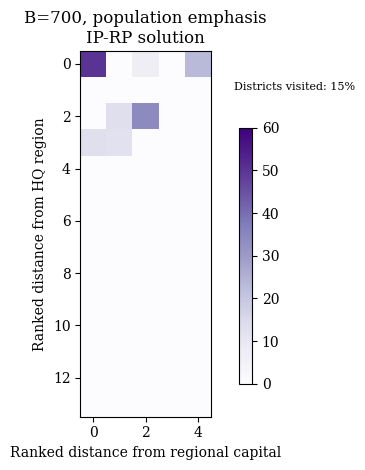 B=700, population emphasis
IP-RP solution
Districts visited: 15%
0
2
4
6
8
10
12
Ranked distance from HQ region
0 2 4
Ranked distance from regional capital
60
50
40
30
20
10
0